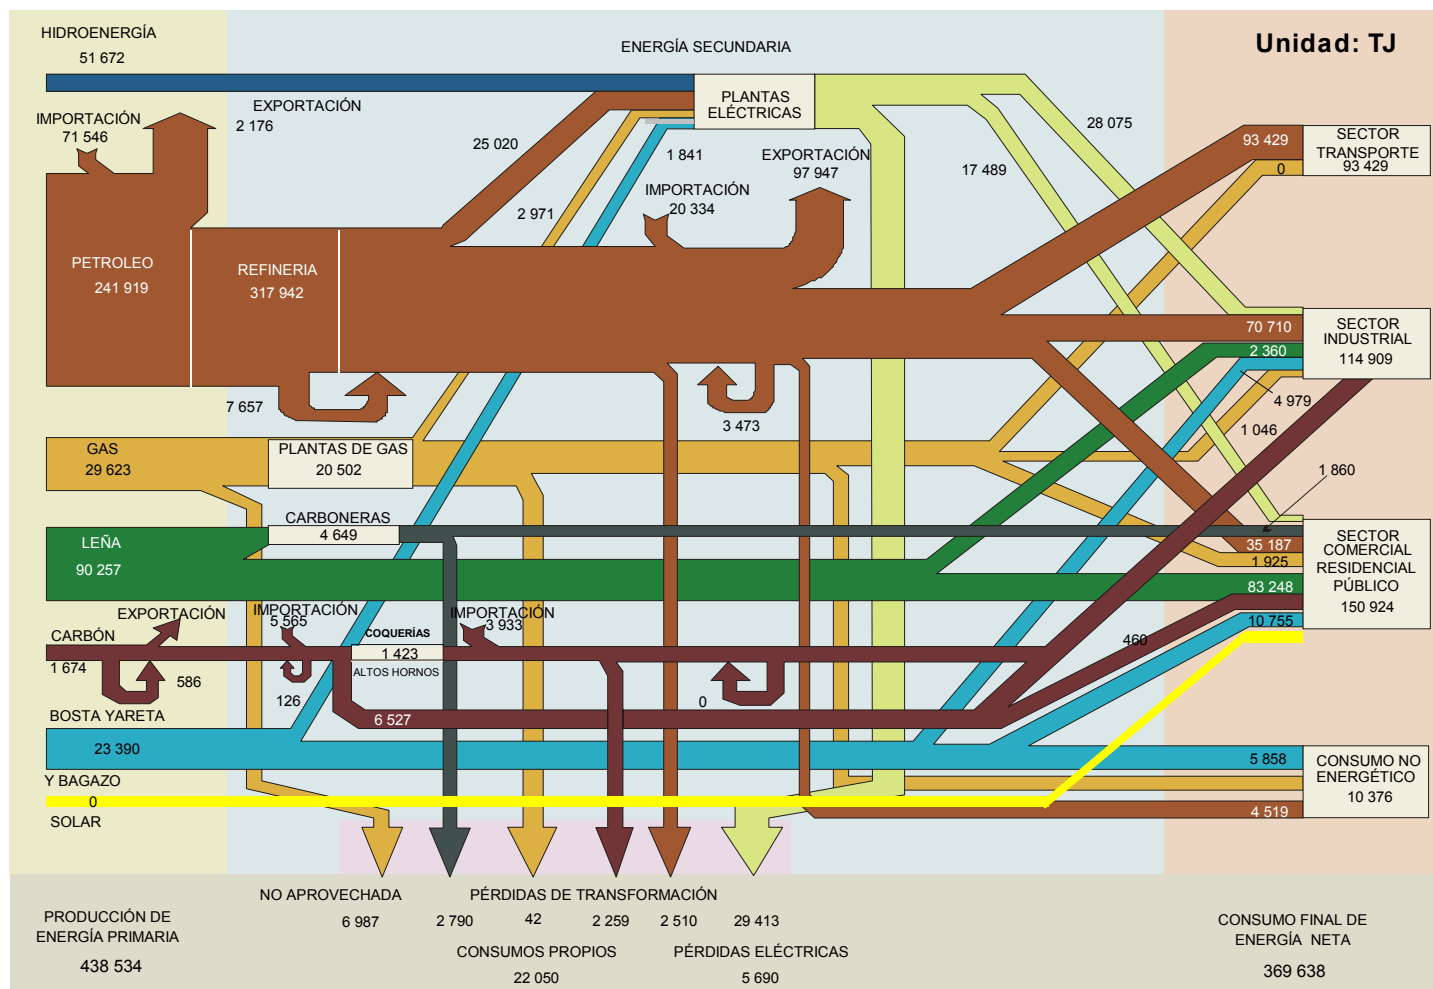 HIDROENERGÍA
51 672
ENERGÍA SECUNDARIA
Unidad: TJ
EXPORTACIÓN
2 176
IMPORTACIÓN
71 546
PLANTAS
ELÉCTRICAS
25 020
1 841
EXPORTACIÓN
97 947
IMPORTACIÓN
20 334
2 971
28 075
17 489
93 429
0
SECTOR
TRANSPORTE
93 429
PETROLEO
241 919
REFINERIA
317 942
70 710
2 360
SECTOR
INDUSTRIAL
114 909
4 979
1 046
7 657
3 473
GAS
29 623
PLANTAS DE GAS
20 502
1 860
CARBONERAS
4 649
LEÑA
90 257
35 187
1 925
83 248
10 755
SECTOR
COMERCIAL
RESIDENCIAL
PÚBLICO
150 924
EXPORTACIÓN
IMPORTACIÓN
5 565
IMPORTACIÓN
3 933
CARBÓN
1 674
COQUERÍAS
1 423
ALTOS HORNOS
460
586
126
0
BOSTA YARETA
6 527
23 390
5 858
CONSUMO NO
ENERGÉTICO
10 376
Y BAGAZO
0
SOLAR
4 519
NO APROVECHADA
PÉRDIDAS DE TRANSFORMACIÓN
6 987
2 790
42
2 259
2 510
29 413
PRODUCCIÓN DE
ENERGÍA PRIMARIA
438 534
CONSUMOS PROPIOS
22 050
PÉRDIDAS ELÉCTRICAS
5 690
CONSUMO FINAL DE
ENERGÍA NETA
369 638